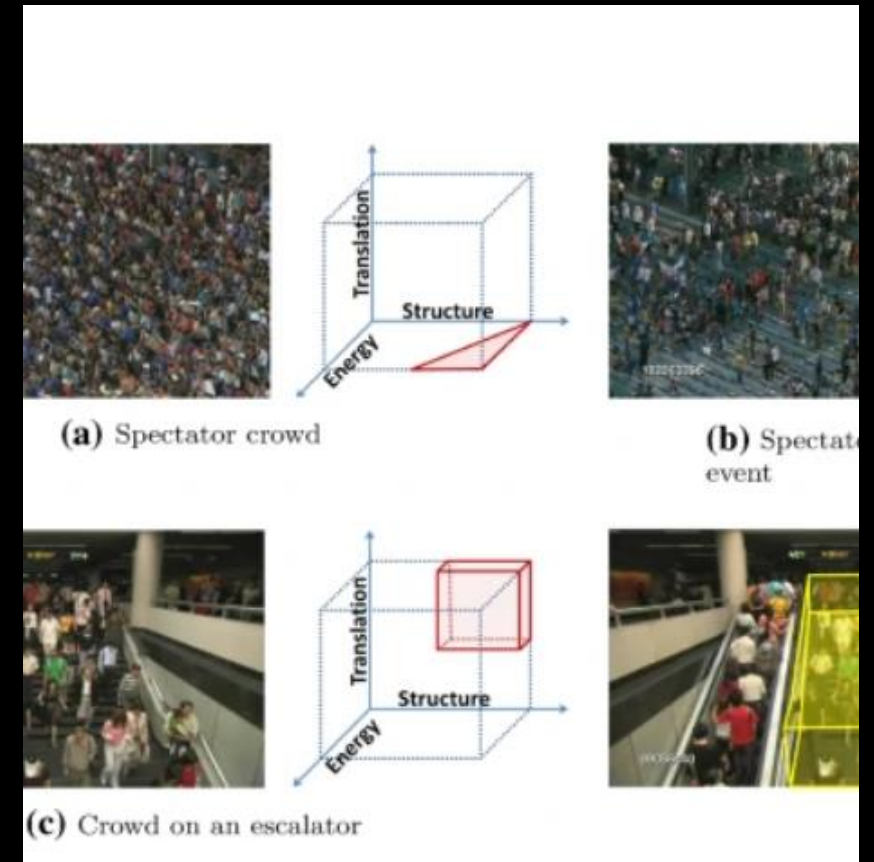 Translation
Structure
Energy
(a) Spectator crowd
(b) Spectat
event
Translation
Structure
Energy
(c) Crowd on an escalator